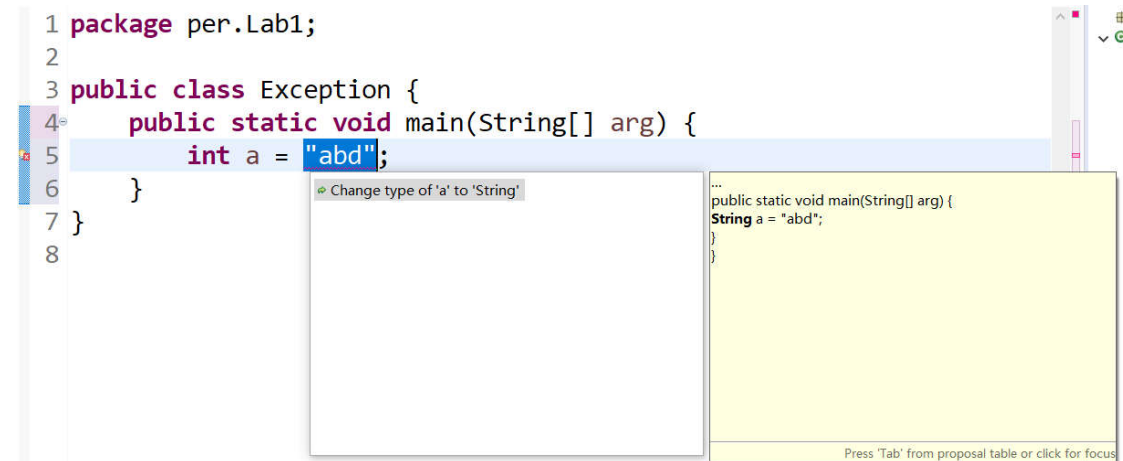 1 package per.Lab1;
2
3 public class Exception {
4 public static void main(String[] arg) {
5 int a = "abd";
6 }
7 }
8
Change type of 'a' to 'String'
...
public static void main(String[] arg) {
String a = "abd";
}
}
Press 'Tab' from proposal table or click for focus